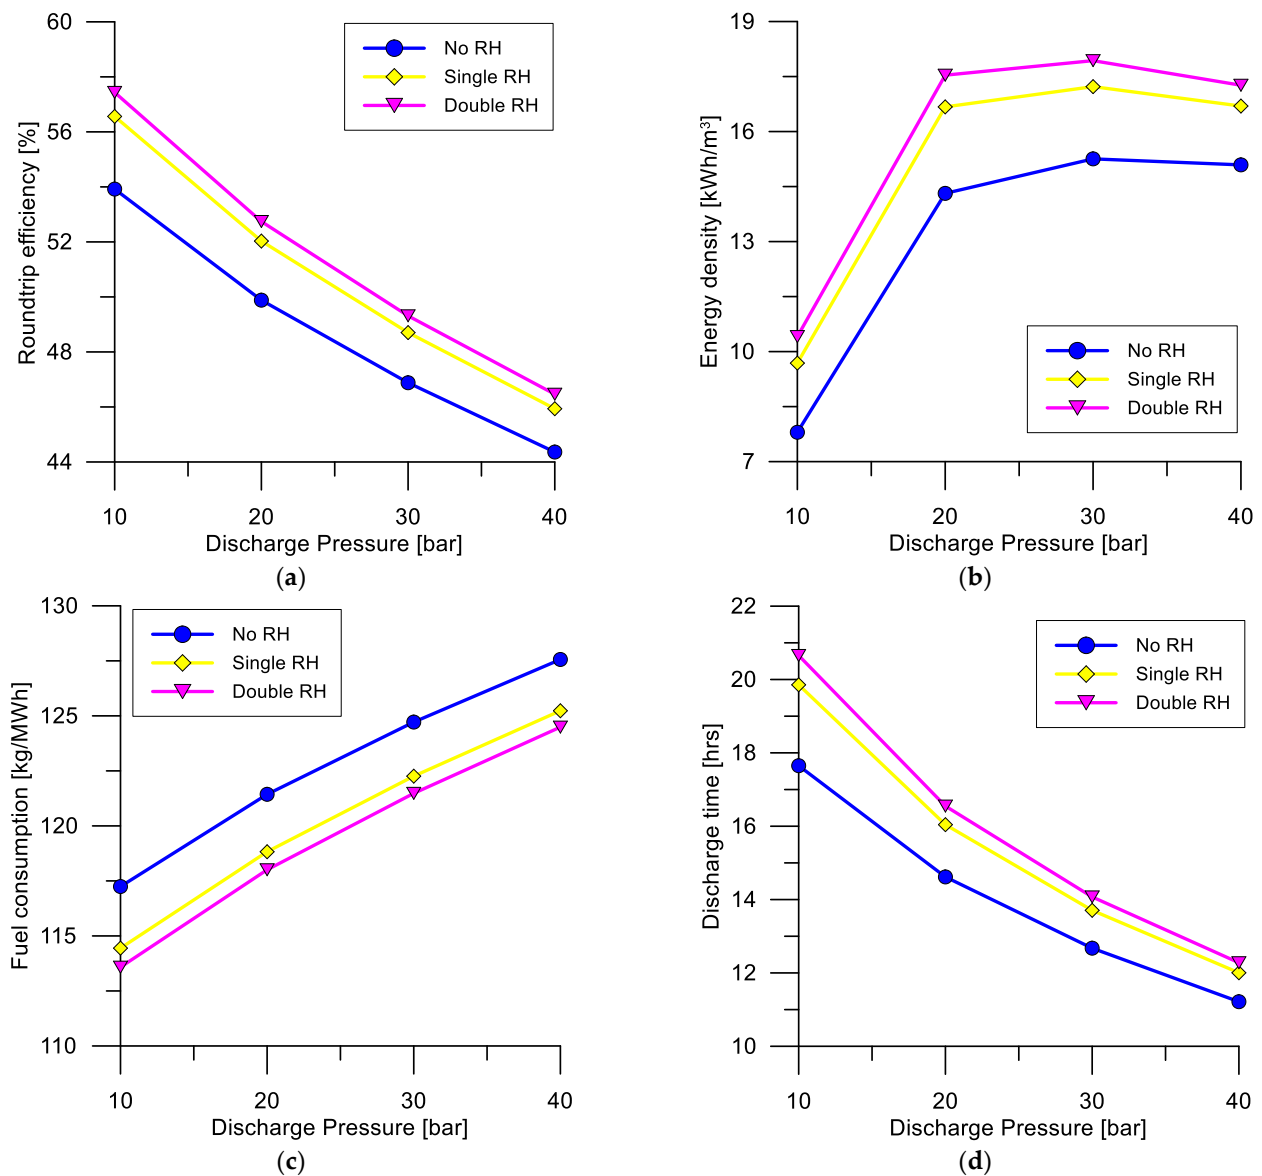 60
56
52
48
44
Roundtrip efficiency [%]
No RH
Single RH
Double RH
10 20 30 40
Discharge Pressure [bar]
(a)
19
16
13
10
7
Energy density [kWh/m³]
No RH
Single RH
Double RH
10 20 30 40
Discharge Pressure [bar]
(b)
130
125
120
115
110
Fuel consumption [kg/MWh]
No RH
Single RH
Double RH
10 20 30 40
Discharge Pressure [bar]
(c)
22
20
18
16
14
12
10
Discharge time [hrs]
No RH
Single RH
Double RH
10 20 30 40
Discharge Pressure [bar]
(d)